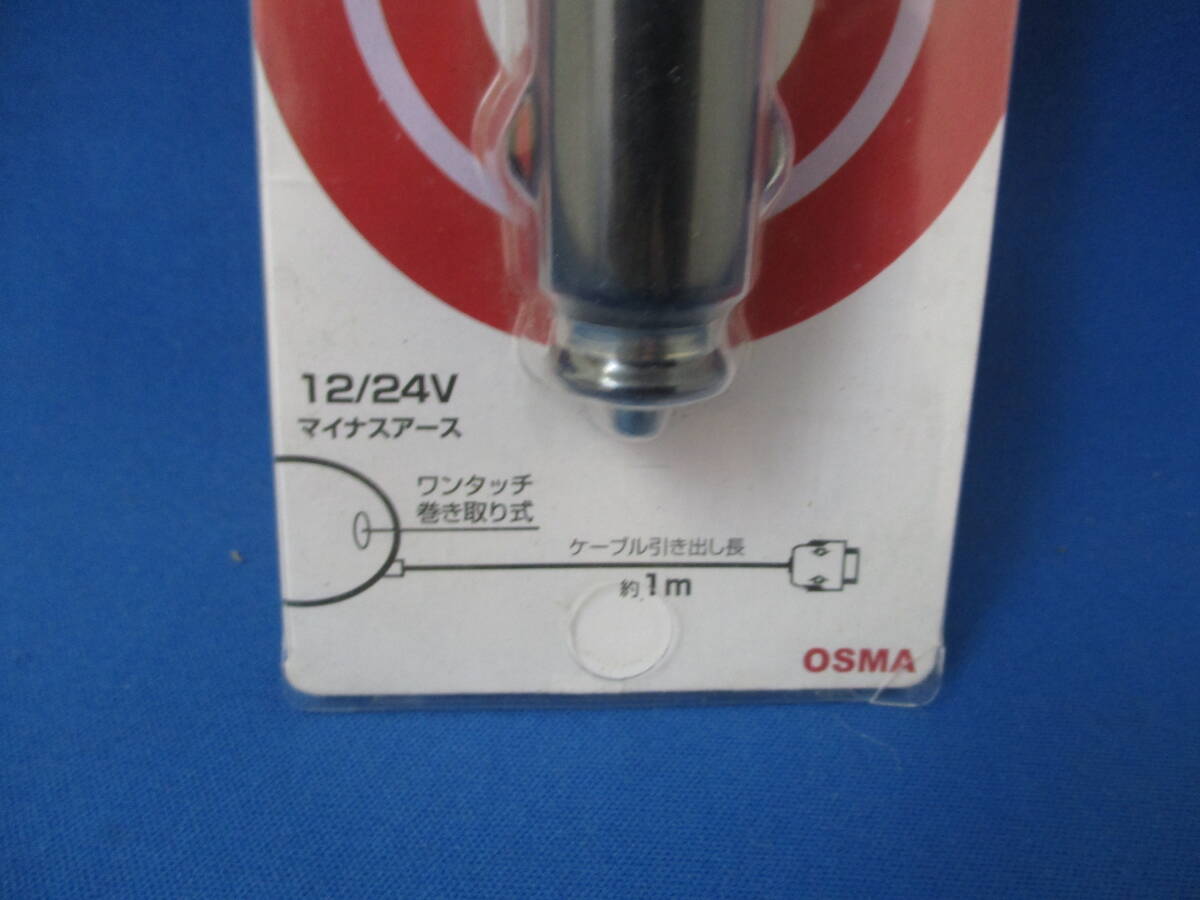 12/24V
マイナスアース
ワンタッチ
巻き取り式
ケーブル引き出し長
約1m
OSMA